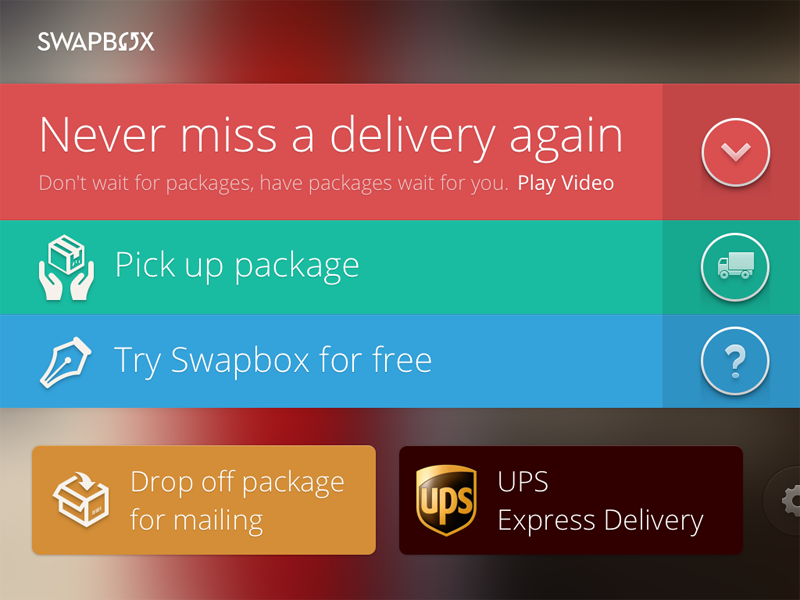 SWAPBOX
Never miss a delivery again
Don't wait for packages, have packages wait for you. Play Video
Pick up package
Try Swapbox for free
?
Drop off package
for mailing
ups
UPS
Express Delivery